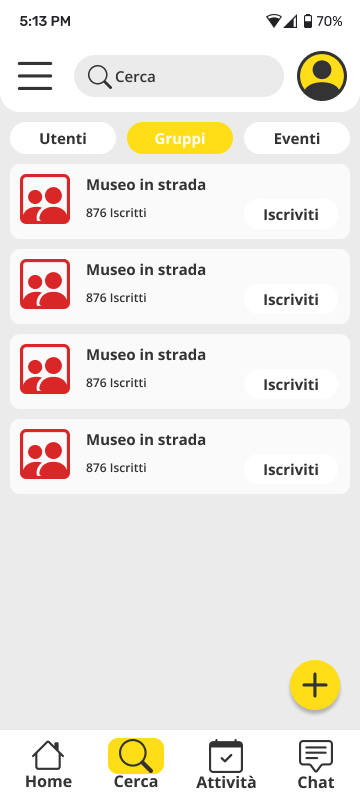 5:13 PM 70%
Cerca
Utenti Gruppi Eventi
Museo in strada
876 Iscritti
Iscriviti
Museo in strada
876 Iscritti
Iscriviti
Museo in strada
876 Iscritti
Iscriviti
Museo in strada
876 Iscritti
Iscriviti
Home Cerca Attività Chat